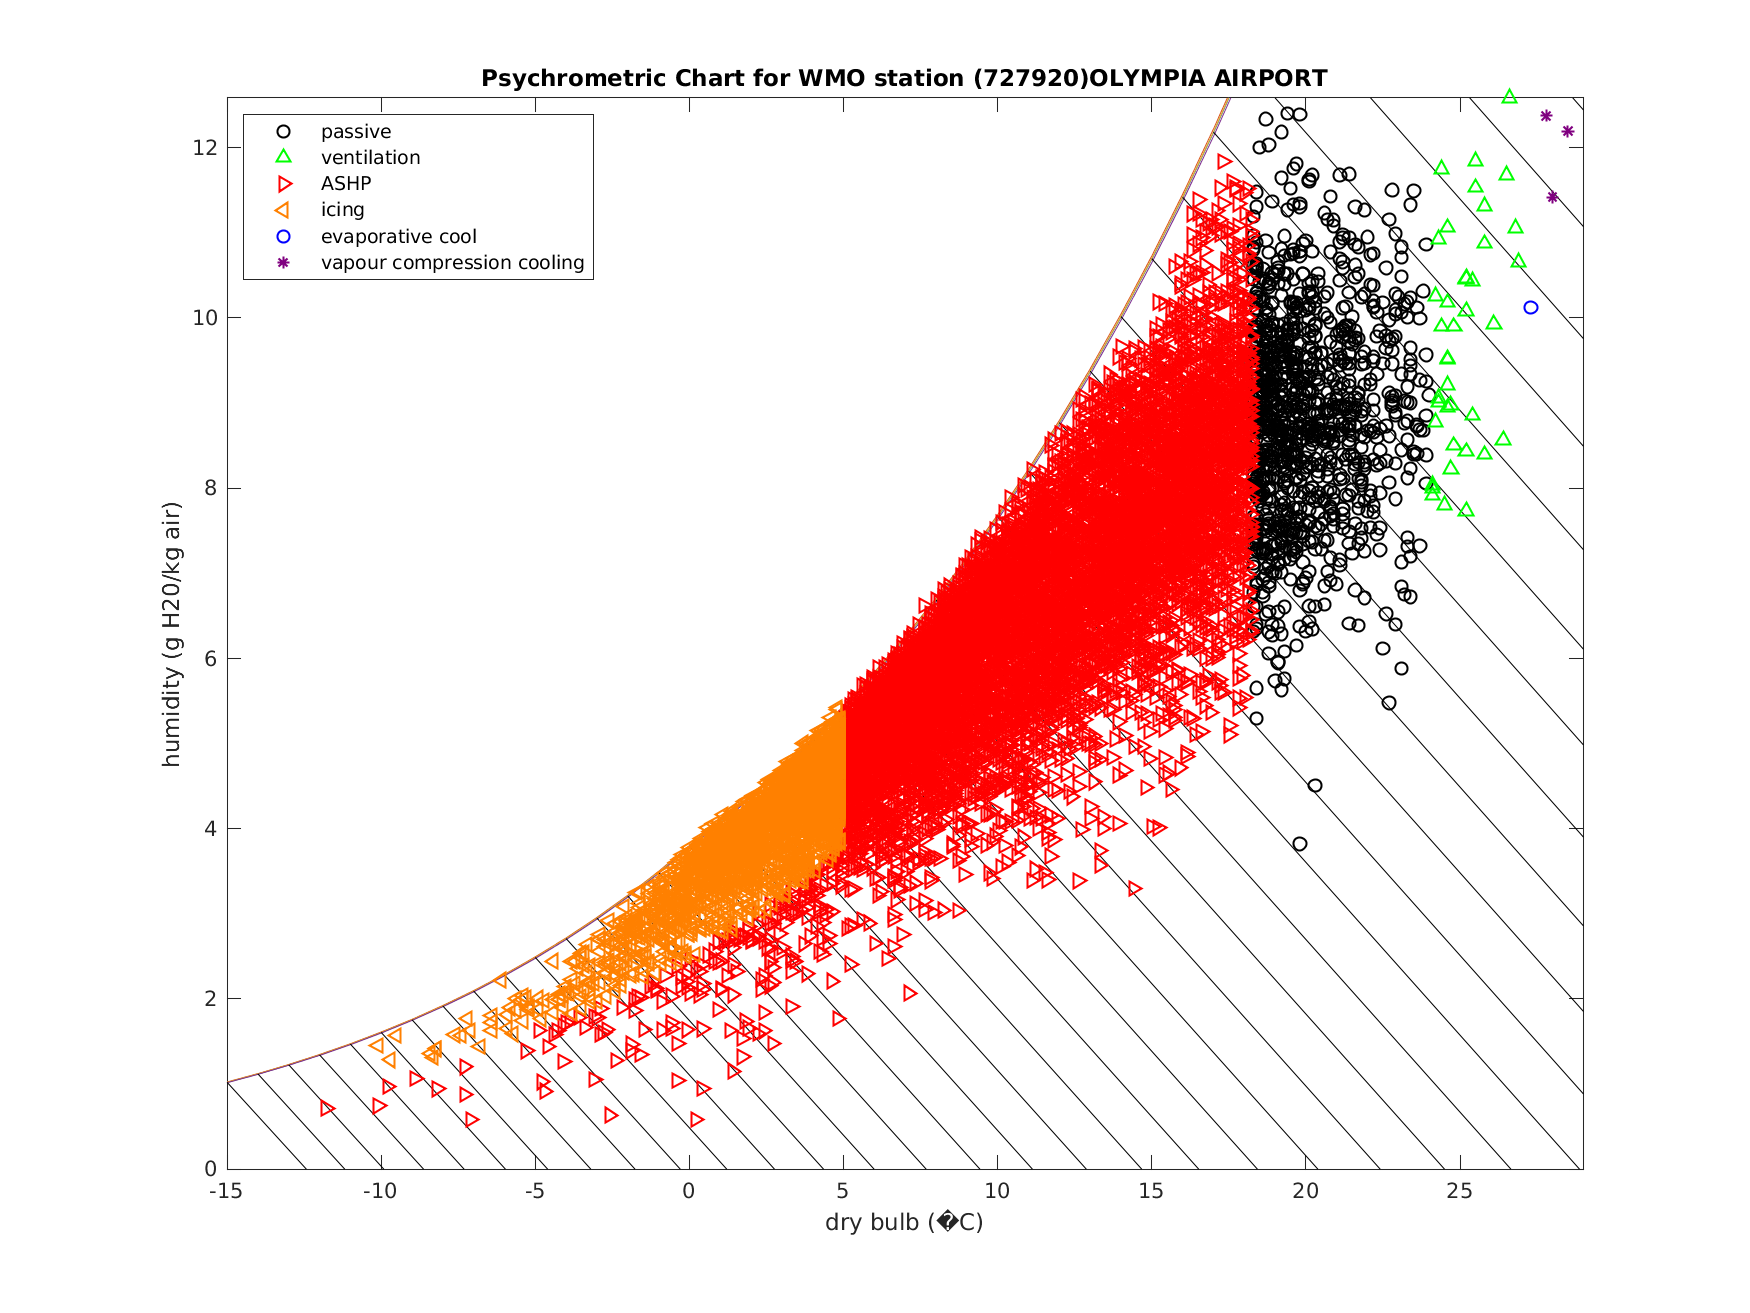 Psychrometric Chart for WMO station (727920)OLYMPIA AIRPORT
passive
ventilation
ASHP
icing
evaporative cool
vapour compression cooling
humidity (g H20/kg air)
12
10
8
6
4
2
0
-15 -10 -5 0 5 10 15 20 25
dry bulb (�C)